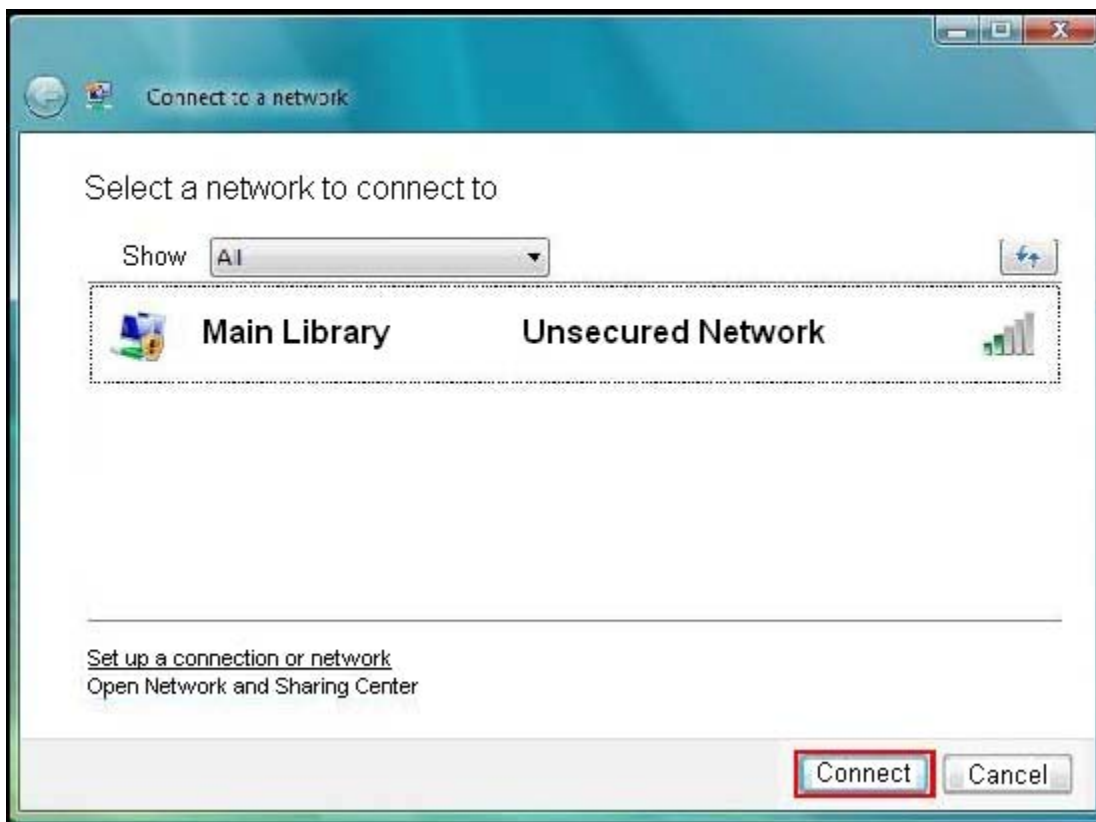 Connect to a network
Select a network to connect to
Show All
Main Library Unsecured Network
Set up a connection or network
Open Network and Sharing Center
Connect Cancel